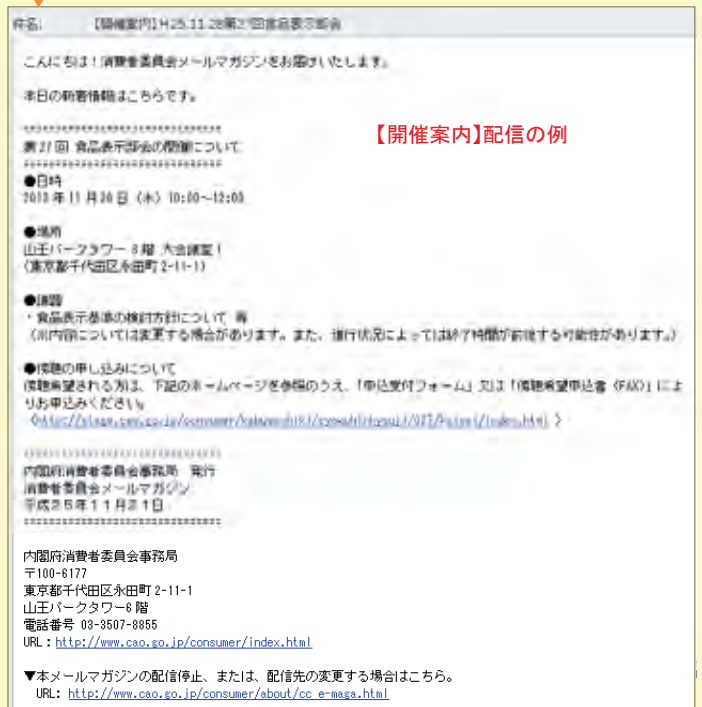 件名: 【開催案内】H25.11.28第27回食品表示部会
こんにちは！消費者委員会メールマガジンをお届けいたします。
本日の新着情報はこちらです。
【開催案内】配信の例
第27回 食品表示部会の開催について
●日時
2013年11月 日（木）10:00～12:00
●場所
山王パークタワー 6階 大会議室1
（東京都千代田区永田町2-11-1）
●議題
・食品表示基準の検討方針について 等
（※内容については変更する場合があります。また、進行状況によっては終了時間が前後する可能性があります。）
●傍聴の申し込みについて
傍聴希望される方は、下記のホームページを参照のうえ、「申込受付フォーム」又は「傍聴希望申込書（FAX）」によ
りお申込みください。
内閣府消費者委員会事務局 発行
消費者委員会メールマガジン
平成25年11月21日
内閣府消費者委員会事務局
〒100-6177
東京都千代田区永田町2-11-1
山王パークタワー6階
電話番号 03-3507-8855
URL：http://www.cao.go.jp/consumer/index.html
▼本メールマガジンの配信停止、または、配信先の変更する場合はこちら。
URL: http://www.cao.go.jp/consumer/about/cc_e-maga.html